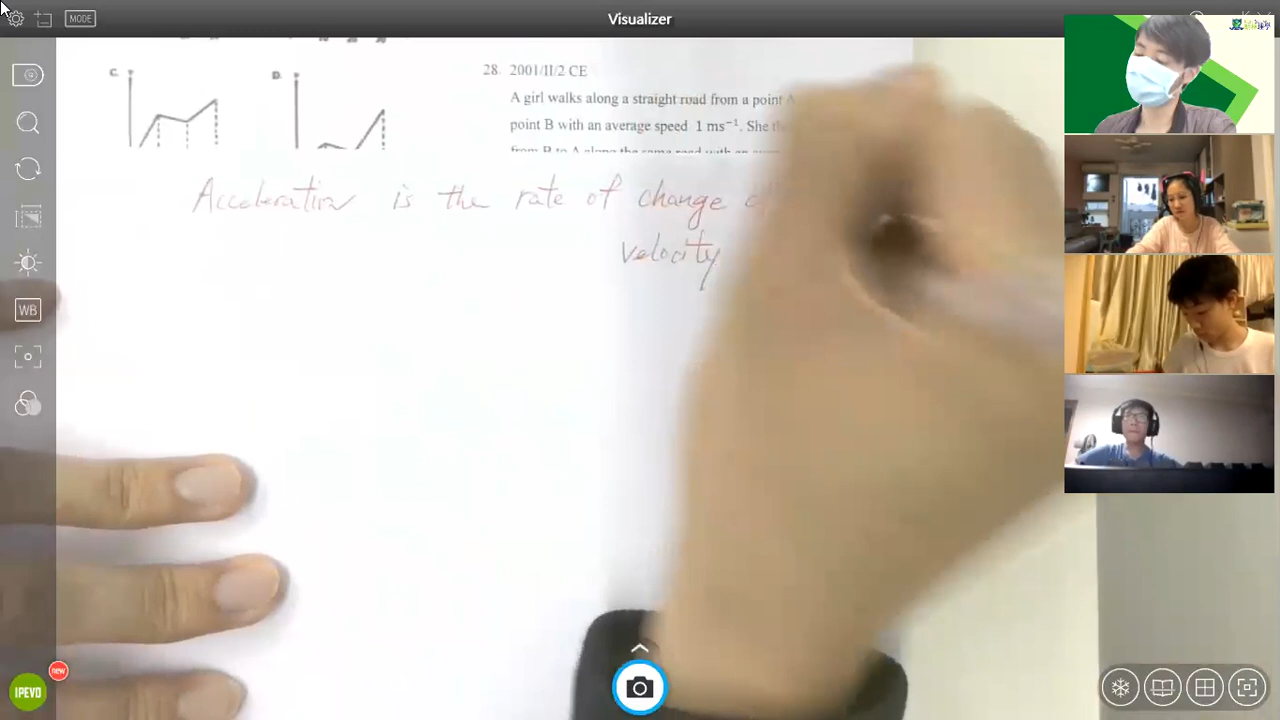 MODE
Visualizer
C.
D.
28. 2001/II/2 CE
A girl walks along a straight road from a point A
point B with an average speed 1 ms⁻¹. She
Acceleration is the rate of change
velocity
WB
new
IPEVO